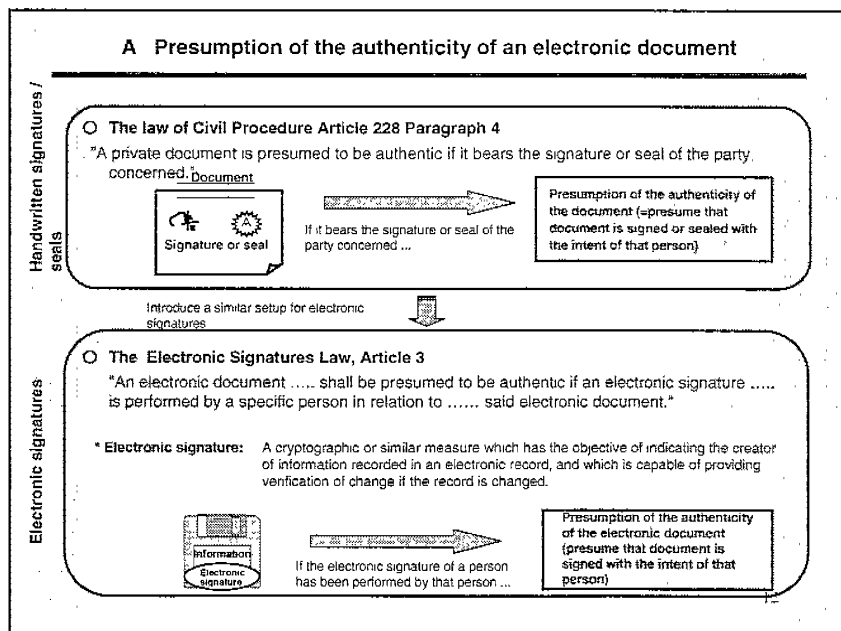 A Presumption of the authenticity of an electronic document
Handwritten signatures /
seals
The law of Civil Procedure Article 228 Paragraph 4
"A private document is presumed to be authentic if it bears the signature or seal of the party
concerned."
Document
A
Signature or seal
If it bears the signature or seal of the
party concerned ...
Presumption of the authenticity of
the document (=presume that
document is signed or sealed with
the intent of that person)
Introduce a similar setup for electronic
signatures
Electronic signatures
The Electronic Signatures Law, Article 3
"An electronic document ..... shall be presumed to be authentic if an electronic signature .....
is performed by a specific person in relation to ...... said electronic document."
* Electronic signature: A cryptographic or similar measure which has the objective of indicating the creator
of information recorded in an electronic record, and which is capable of providing
verification of change if the record is changed.
Information
Electronic
signature
If the electronic signature of a person
has been performed by that person ...
Presumption of the authenticity
of the electronic document
(presume that document is
signed with the intent of that
person)